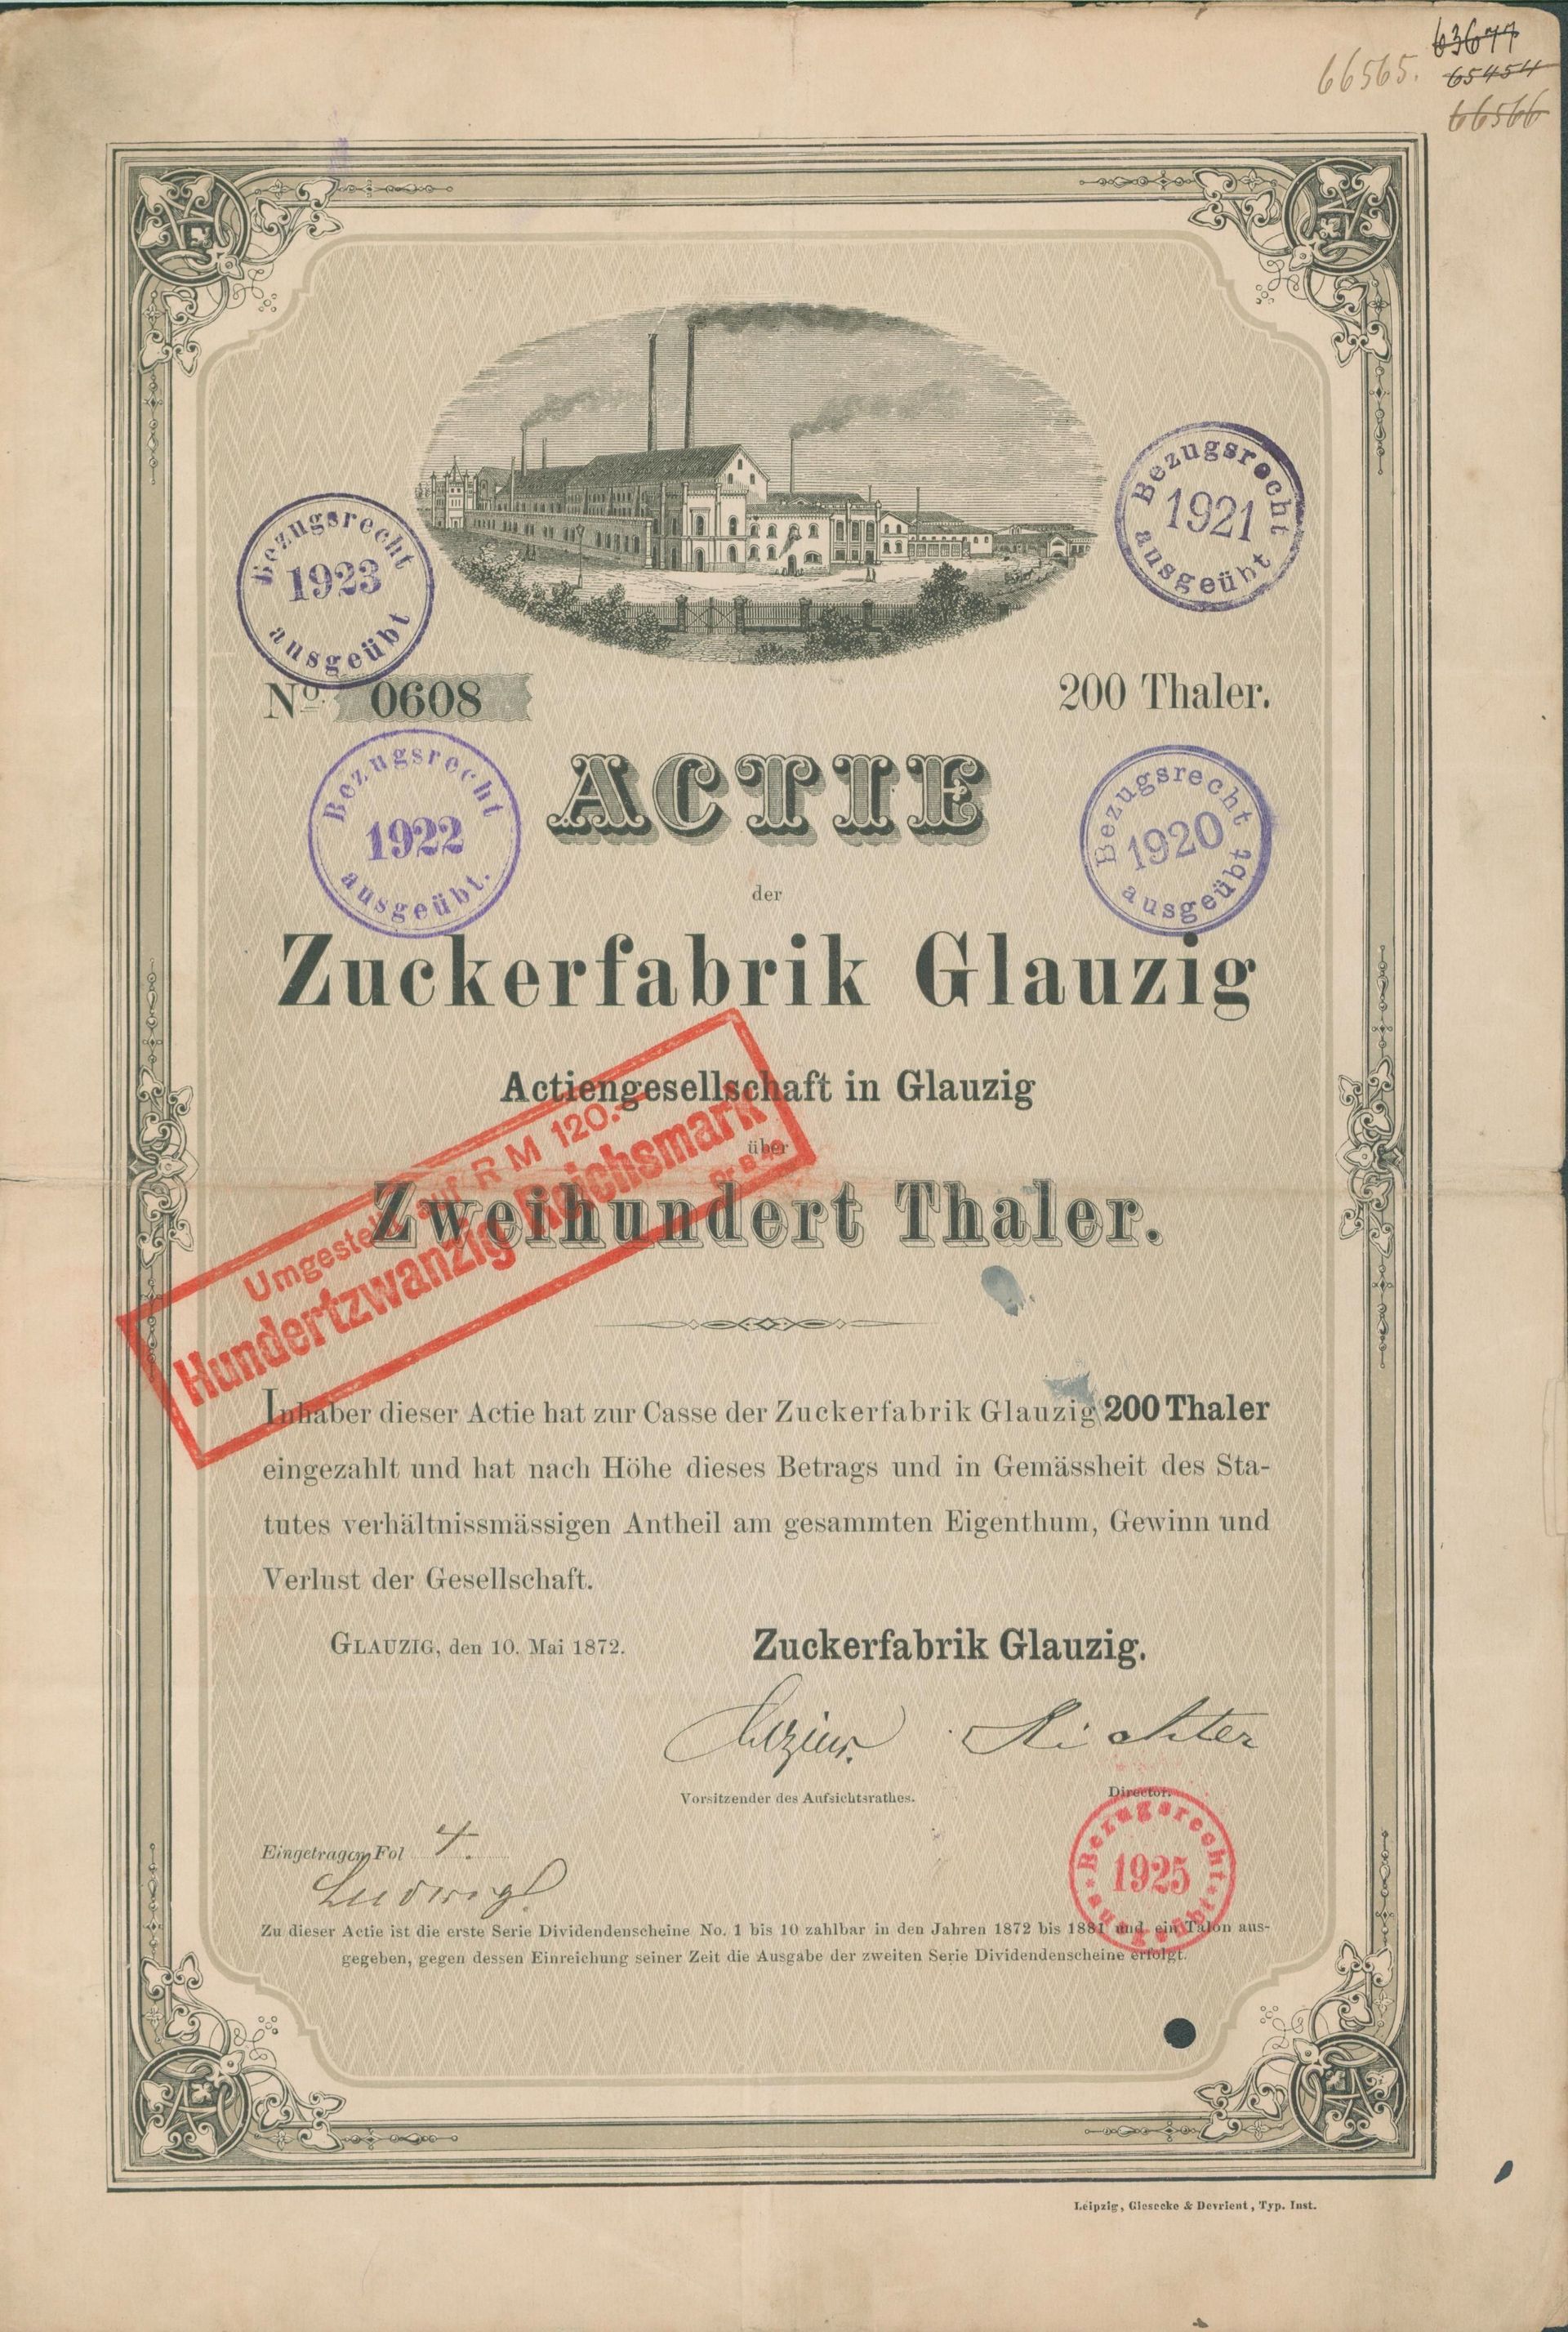 63677
66565. 65454
66566
Bezugsrecht 1921 ausgeübt
Bezugsrecht 1923 ausgeübt
No. 0608 200 Thaler.
Bezugsrecht 1922 ausgeübt.
ACTIE
Bezugsrecht 1920 ausgeübt
der
Zuckerfabrik Glauzig
Actiengesellschaft in Glauzig
über
Zweihundert Thaler.
Umgestellt auf RM 120.-
Hundertzwanzig Reichsmark
Inhaber dieser Actie hat zur Casse der Zuckerfabrik Glauzig 200 Thaler
eingezahlt und hat nach Höhe dieses Betrags und in Gemässheit des Sta-
tutes verhältnissmässigen Antheil am gesammten Eigenthum, Gewinn und
Verlust der Gesellschaft.
GLAUZIG, den 10. Mai 1872. Zuckerfabrik Glauzig.
Richter
Vorsitzender des Aufsichtsrathes. Director.
Bezugsrecht 1925 ausgeübt
Eingetragen Fol 4.
Ludwig
Zu dieser Actie ist die erste Serie Dividendenscheine No. 1 bis 10 zahlbar in den Jahren 1872 bis 1881 und ein Talon aus-
gegeben, gegen dessen Einreichung seiner Zeit die Ausgabe der zweiten Serie Dividendenscheine erfolgt.
Leipzig, Giesecke & Devrient, Typ. Inst.